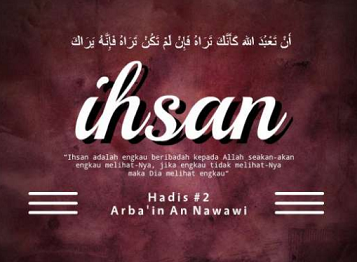 أَنْ تَعْبُدَ الله كَأَنَّكَ تَرَاهُ فَإِنْ لَمْ تَكُنْ تَرَاهُ فَإِنَّهُ يَرَاكَ
ihsan
"Ihsan adalah engkau beribadah kepada Allah seakan-akan
engkau melihat-Nya, jika engkau tidak melihat-Nya
maka Dia melihat engkau"
Hadis #2
Arba'in An Nawawi